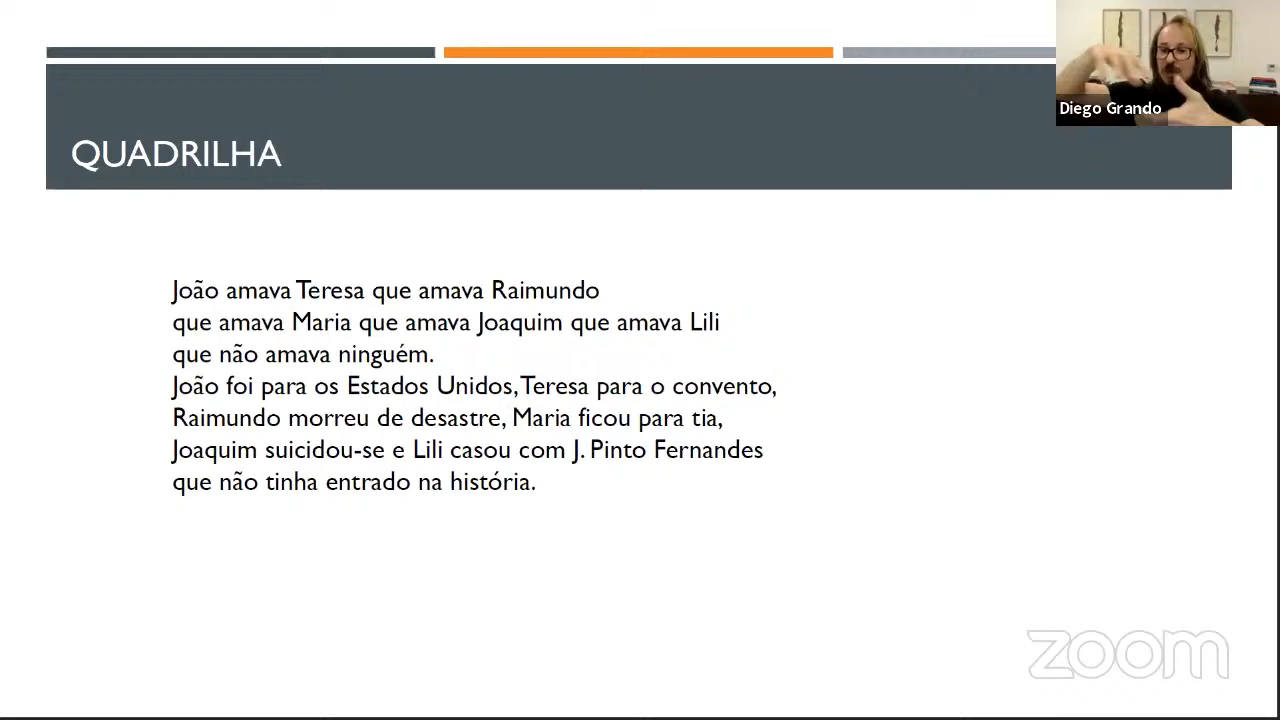 Diego Grando
QUADRILHA
João amava Teresa que amava Raimundo
que amava Maria que amava Joaquim que amava Lili
que não amava ninguém.
João foi para os Estados Unidos, Teresa para o convento,
Raimundo morreu de desastre, Maria ficou para tia,
Joaquim suicidou-se e Lili casou com J. Pinto Fernandes
que não tinha entrado na história.
zoom